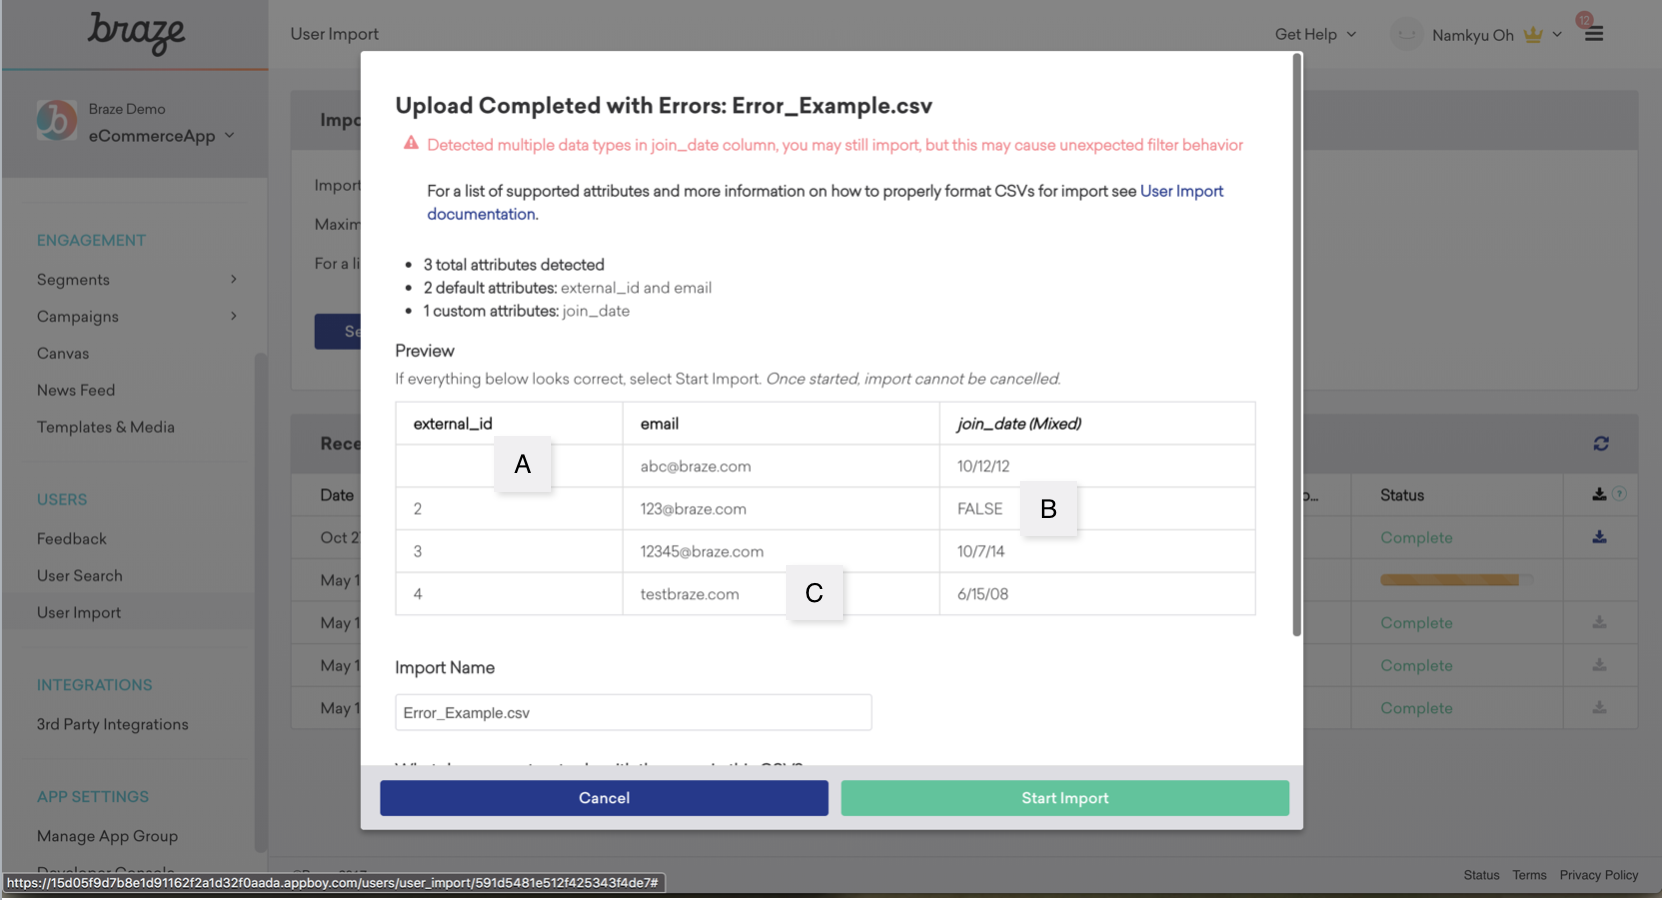 braze
User Import
Get Help
Namkyu Oh
12
Braze Demo
eCommerceApp
ENGAGEMENT
Segments
Campaigns
Canvas
News Feed
Templates & Media
USERS
Feedback
User Search
User Import
INTEGRATIONS
3rd Party Integrations
APP SETTINGS
Manage App Group
Developer Console
Impo
Import
Maxim
For a li
Se
Rece
Date
Oct 2
May 1
May 1
May 1
May 1
Upload Completed with Errors: Error_Example.csv
Detected multiple data types in join_date column, you may still import, but this may cause unexpected filter behavior
For a list of supported attributes and more information on how to properly format CSVs for import see User Import
documentation.
• 3 total attributes detected
• 2 default attributes: external_id and email
• 1 custom attributes: join_date
Preview
If everything below looks correct, select Start Import. Once started, import cannot be cancelled.
external_id email join_date (Mixed)
A abc@braze.com 10/12/12
2 123@braze.com FALSE B
3 12345@braze.com 10/7/14
4 testbraze.com C 6/15/08
Import Name
Error_Example.csv
Cancel
Start Import
o...
Status
?
Complete
Complete
Complete
Complete
Status Terms Privacy Policy
https://15d05f9d7b8e1d91162f2a1d32f0aada.appboy.com/users/user_import/591d5481e512f425343f4de7#